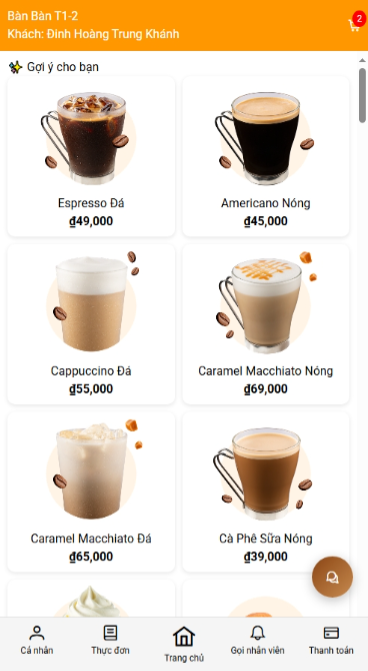 Bàn Bàn T1-2
Khách: Đinh Hoàng Trung Khánh
2
✨ Gợi ý cho bạn
Espresso Đá
₫49,000
Americano Nóng
₫45,000
Cappuccino Đá
₫55,000
Caramel Macchiato Nóng
₫69,000
Caramel Macchiato Đá
₫65,000
Cà Phê Sữa Nóng
₫39,000
Cá nhân
Thực đơn
Trang chủ
Gọi nhân viên
Thanh toán